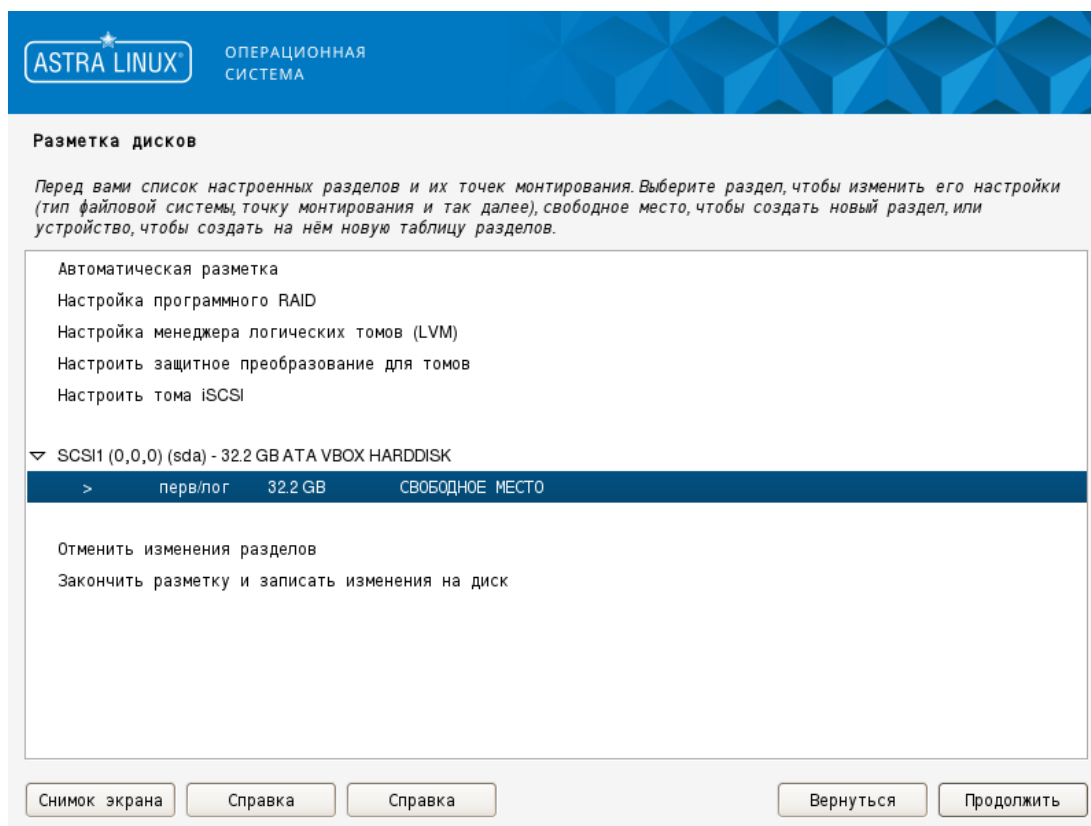 ASTRA LINUX®
ОПЕРАЦИОННАЯ
СИСТЕМА
Разметка дисков
Перед вами список настроенных разделов и их точек монтирования. Выберите раздел, чтобы изменить его настройки
(тип файловой системы, точку монтирования и так далее), свободное место, чтобы создать новый раздел, или
устройство, чтобы создать на нём новую таблицу разделов.
Автоматическая разметка
Настройка программного RAID
Настройка менеджера логических томов (LVM)
Настроить защитное преобразование для томов
Настроить тома iSCSI
SCSI1 (0,0,0) (sda) - 32.2 GB ATA VBOX HARDDISK
> перв/лог 32.2 GB СВОБОДНОЕ МЕСТО
Отменить изменения разделов
Закончить разметку и записать изменения на диск
Снимок экрана Справка Справка Вернуться Продолжить